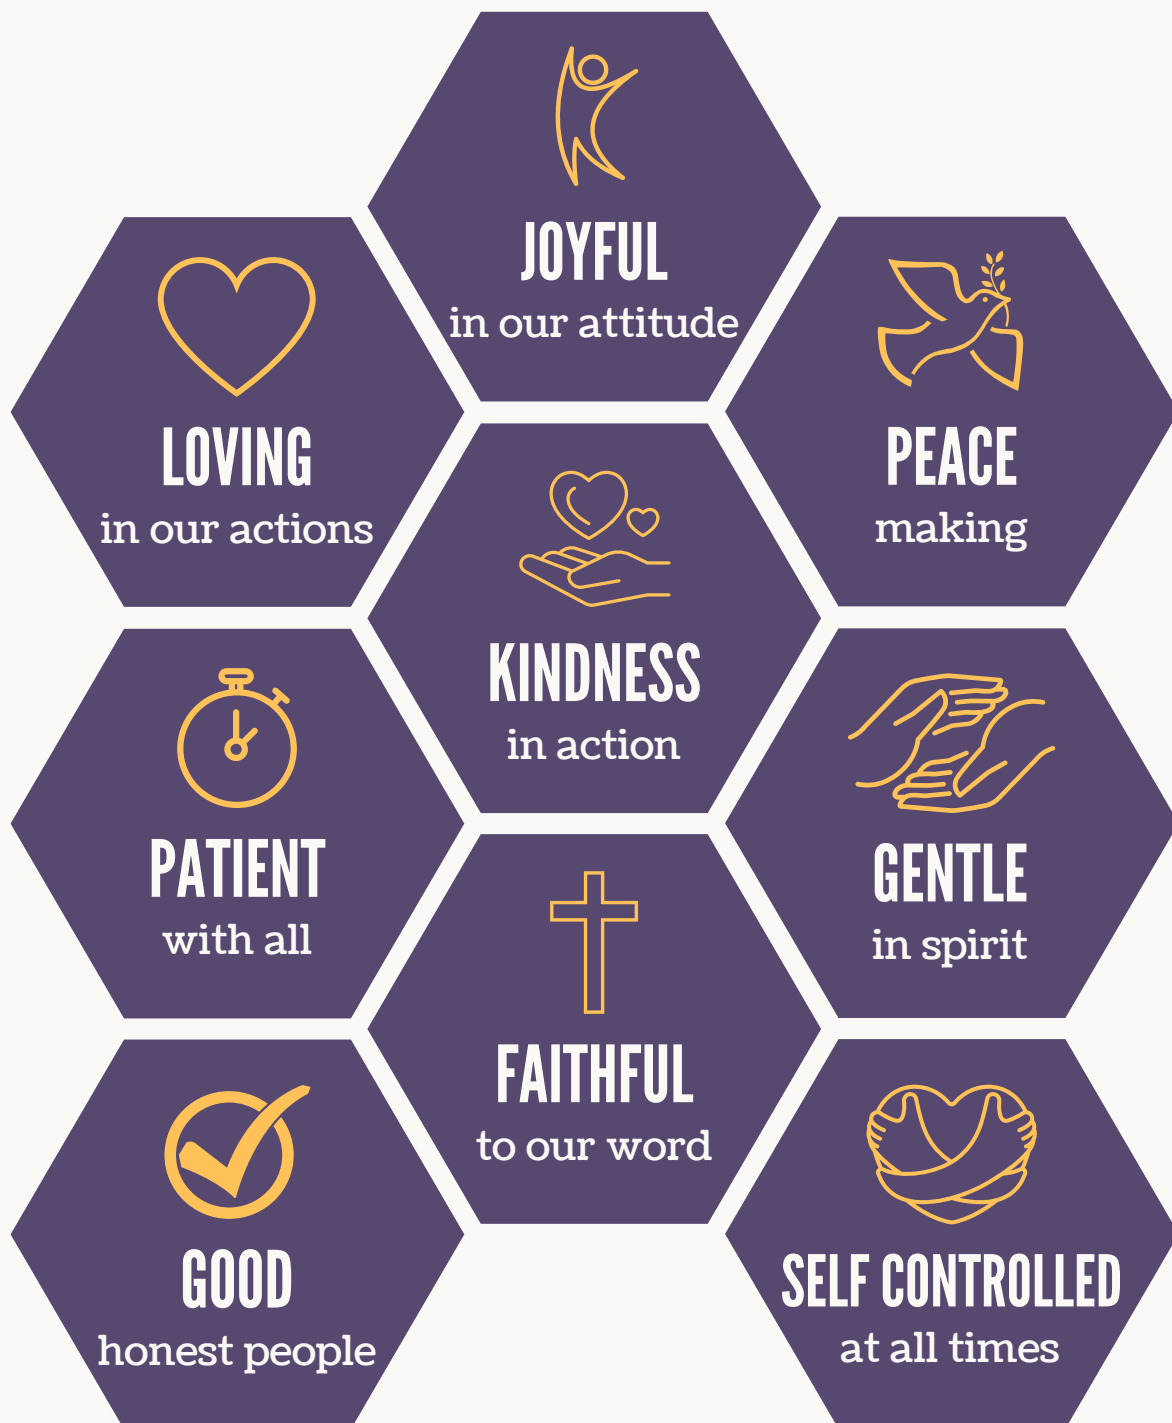 JOYFUL
in our attitude
LOVING
in our actions
PEACE
making
KINDNESS
in action
PATIENT
with all
GENTLE
in spirit
FAITHFUL
to our word
GOOD
honest people
SELF CONTROLLED
at all times